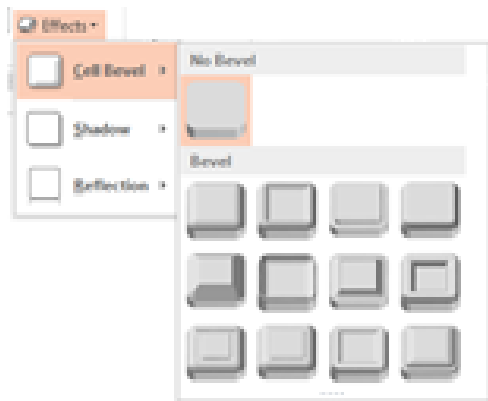 Effects
Cell Bevel
Shadow
Reflection
No Bevel
Bevel